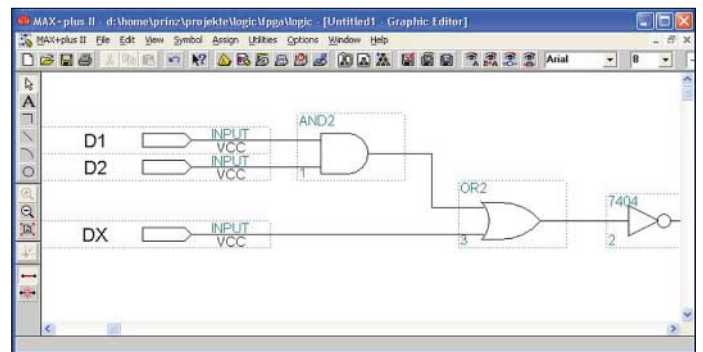 MAX+plus II - d:\home\prinz\projekte\logic\fpga\logic - [Untitled1 - Graphic Editor]
MAX+plus II File Edit View Symbol Assign Utilities Options Window Help
Arial 8
AND2
D1 INPUT
VCC
D2 INPUT
VCC
1
OR2
7404
DX INPUT
VCC
3
2